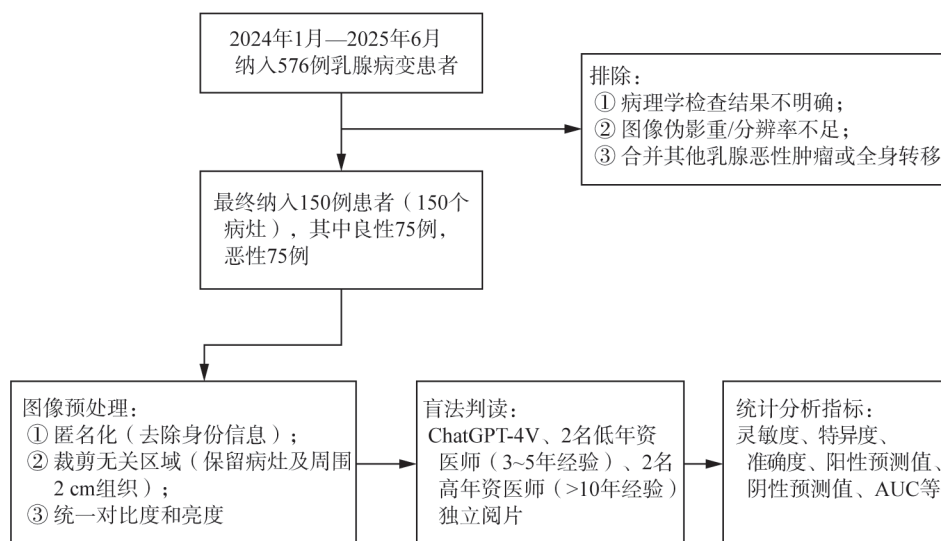 2024年1月—2025年6月
纳入576例乳腺病变患者
排除：
① 病理学检查结果不明确；
② 图像伪影重/分辨率不足；
③ 合并其他乳腺恶性肿瘤或全身转移
最终纳入150例患者（150个
病灶），其中良性75例，
恶性75例
图像预处理：
① 匿名化（去除身份信息）；
② 裁剪无关区域（保留病灶及周围
2 cm组织）；
③ 统一对比度和亮度
盲法判读：
ChatGPT-4V、2名低年资
医师（3~5年经验）、2名
高年资医师（>10年经验）
独立阅片
统计分析指标：
灵敏度、特异度、
准确度、阳性预测值、
阴性预测值、AUC等